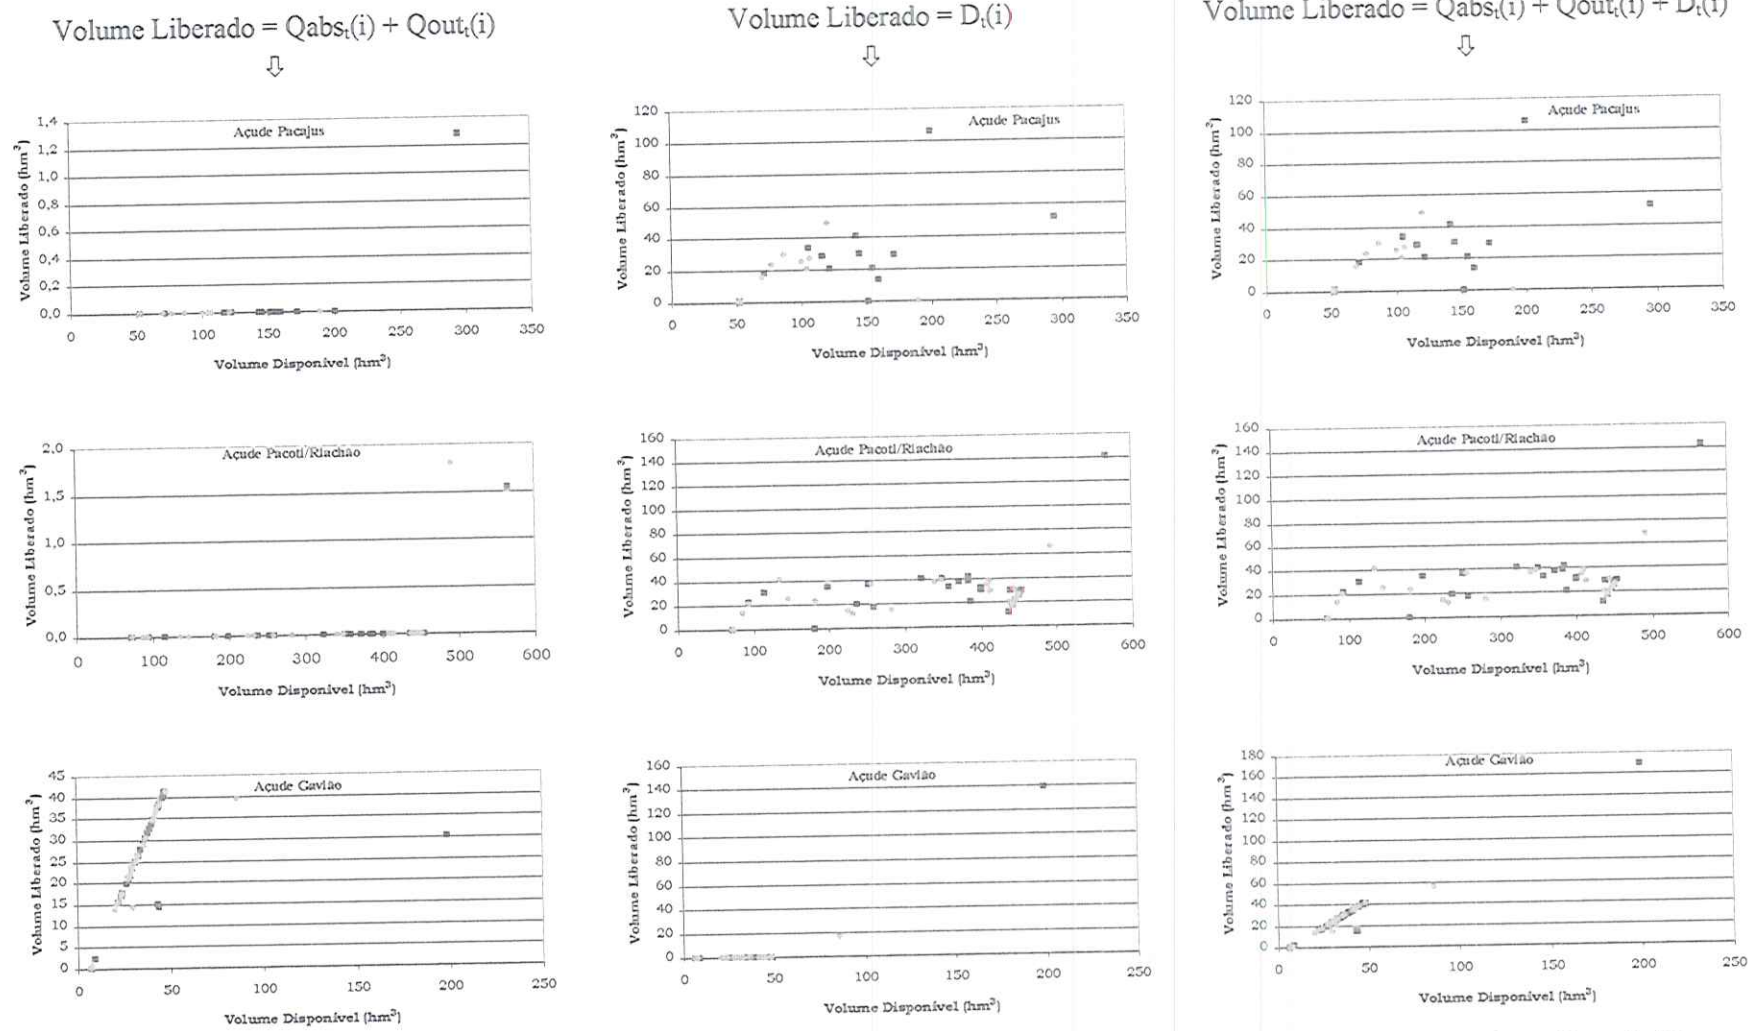 Volume Liberado = Qabsₜ(i) + Qoutₜ(i)
Volume Liberado = Dₜ(i)
Volume Liberado = Qabsₜ(i) + Qoutₜ(i) + Dₜ(i)
⇩
⇩
⇩
Açude Pacajus
Volume Liberado (hm³)
1,4
1,2
1,0
0,8
0,6
0,4
0,2
0,0
0 50 100 150 200 250 300 350
Volume Disponível (hm³)
Açude Pacajus
Volume Liberado (hm³)
120
100
80
60
40
20
0
0 50 100 150 200 250 300 350
Volume Disponível (hm³)
Açude Pacajus
Volume Liberado (hm³)
120
100
80
60
40
20
0
0 50 100 150 200 250 300 350
Volume Disponível (hm³)
Açude Pacoti/Riachão
Volume Liberado (hm³)
2,0
1,5
1,0
0,5
0,0
0 100 200 300 400 500 600
Volume Disponível (hm³)
Açude Pacoti/Riachão
Volume Liberado (hm³)
160
140
120
100
80
60
40
20
0
0 100 200 300 400 500 600
Volume Disponível (hm³)
Açude Pacoti/Riachão
Volume Liberado (hm³)
160
140
120
100
80
60
40
20
0
0 100 200 300 400 500 600
Volume Disponível (hm³)
Açude Gavião
Volume Liberado (hm³)
45
40
35
30
25
20
15
10
5
0
0 50 100 150 200 250
Volume Disponível (hm³)
Açude Gavião
Volume Liberado (hm³)
160
140
120
100
80
60
40
20
0
0 50 100 150 200 250
Volume Disponível (hm³)
Açude Gavião
Volume Liberado (hm³)
180
160
140
120
100
80
60
40
20
0
0 50 100 150 200 250
Volume Disponível (hm³)